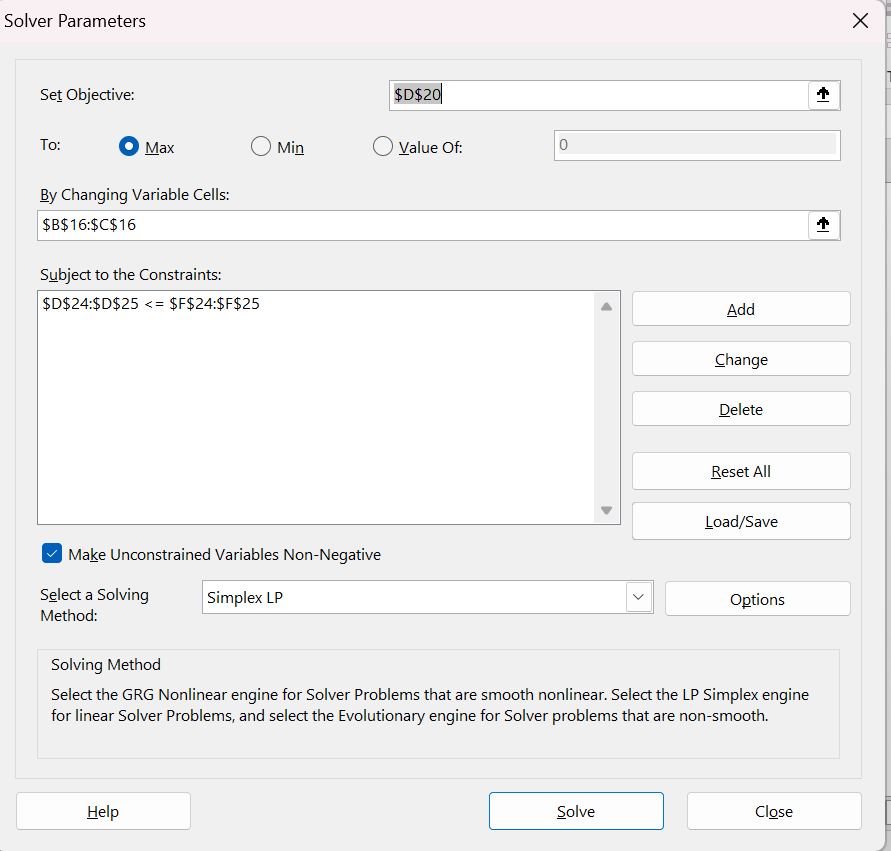 Solver Parameters
Set Objective:
$D$20
To:
Max
Min
Value Of:
0
By Changing Variable Cells:
$B$16:$C$16
Subject to the Constraints:
$D$24:$D$25 <= $F$24:$F$25
Add
Change
Delete
Reset All
Load/Save
Make Unconstrained Variables Non-Negative
Select a Solving
Method:
Simplex LP
Options
Solving Method
Select the GRG Nonlinear engine for Solver Problems that are smooth nonlinear. Select the LP Simplex engine
for linear Solver Problems, and select the Evolutionary engine for Solver problems that are non-smooth.
Help
Solve
Close